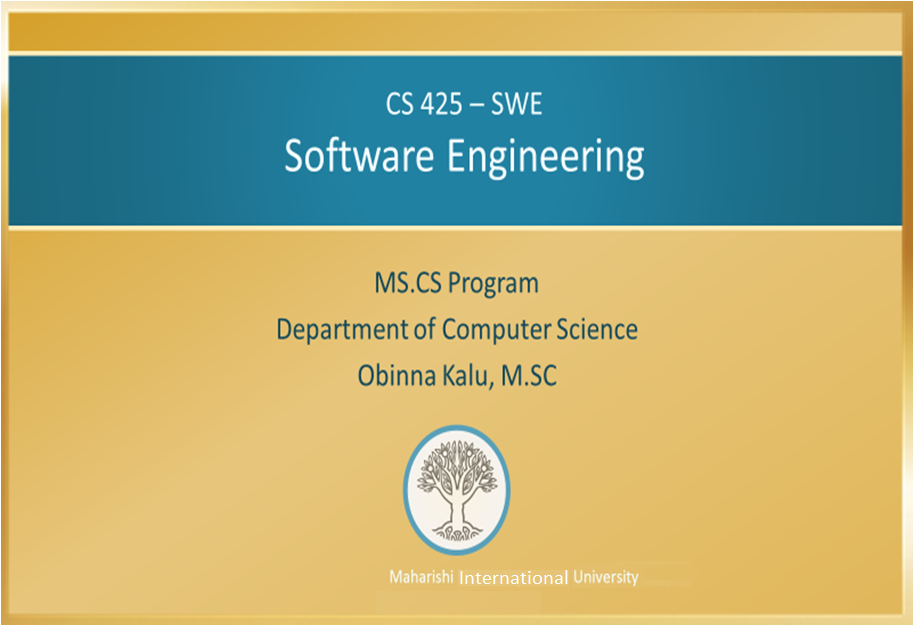 CS 425 – SWE
Software Engineering
MS.CS Program
Department of Computer Science
Obinna Kalu, M.SC
Maharishi International University